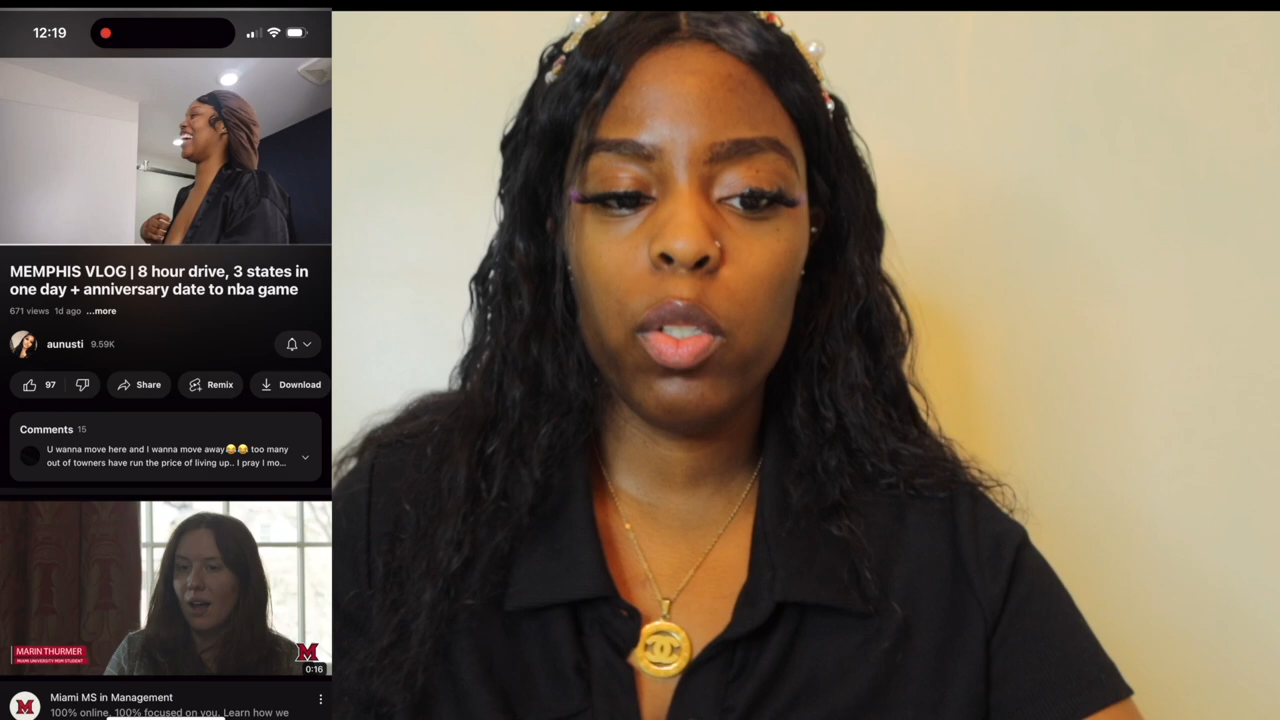 12:19
MEMPHIS VLOG | 8 hour drive, 3 states in
one day + anniversary date to nba game
671 views 1d ago ...more
aunusti 9.59K
97
Share
Remix
Download
Comments 15
U wanna move here and I wanna move away😂😂 too many
out of towners have run the price of living up.. I pray I mo...
MARIN THURMER
MIAMI UNIVERSITY MSM STUDENT
M
0:16
M
Miami MS in Management
100% online. 100% focused on you. Learn how we